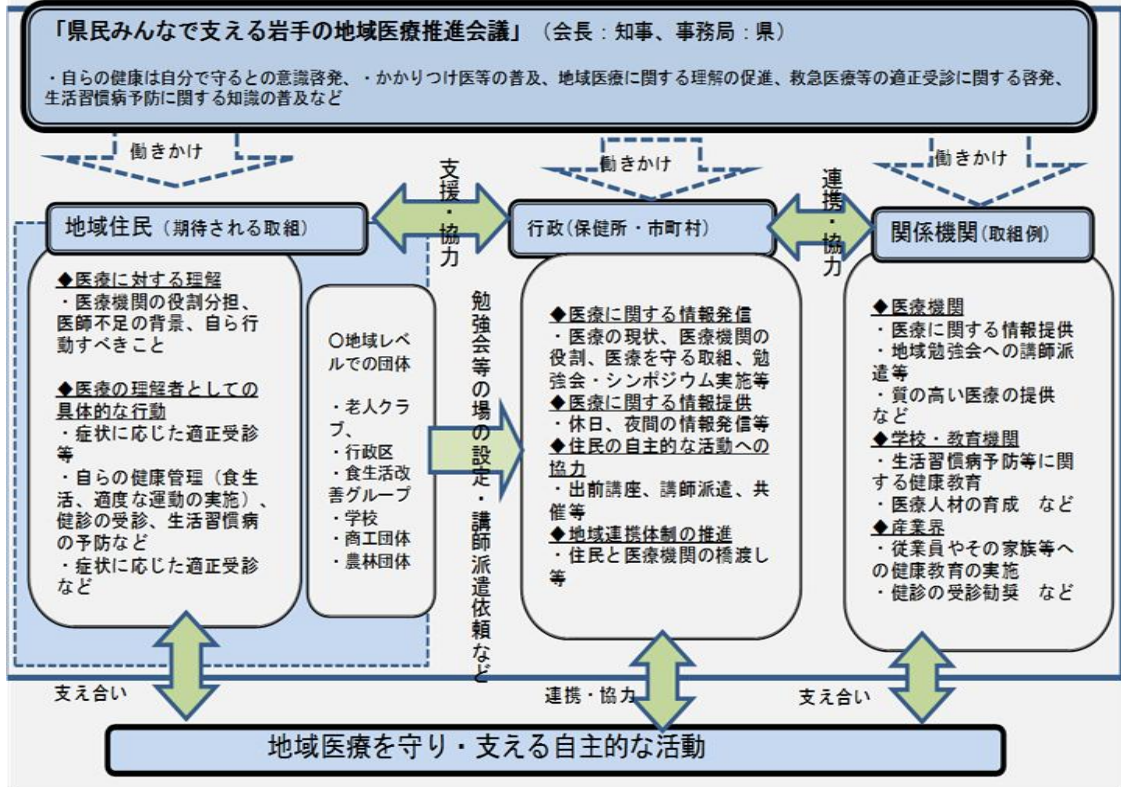 「県民みんなで支える岩手の地域医療推進会議」（会長：知事、事務局：県）
・自らの健康は自分で守るとの意識啓発、・かかりつけ医等の普及、地域医療に関する理解の促進、救急医療等の適正受診に関する啓発、
生活習慣病予防に関する知識の普及など
働きかけ
働きかけ
働きかけ
支援・協力
連携・協力
地域住民（期待される取組）
◆医療に対する理解
・医療機関の役割分担、
医師不足の背景、自ら行
動すべきこと
◆医療の理解者としての
具体的な行動
・症状に応じた適正受診
等
・自らの健康管理（食生
活、適度な運動の実施）、
健診の受診、生活習慣病
の予防など
・症状に応じた適正受診
など
〇地域レベ
ルでの団体
・老人クラ
ブ、
・行政区
・食生活改
善グループ
・学校
・商工団体
・農林団体
勉強会等の場の設定・講師派遣依頼など
行政（保健所・市町村）
◆医療に関する情報発信
・医療の現状、医療機関の
役割、医療を守る取組、勉
強会・シンポジウム実施等
◆医療に関する情報提供
・休日、夜間の情報発信等
◆住民の自主的な活動への
協力
・出前講座、講師派遣、共
催等
◆地域連携体制の推進
・住民と医療機関の橋渡し
等
関係機関（取組例）
◆医療機関
・医療に関する情報提供
・地域勉強会への講師派
遣等
・質の高い医療の提供
など
◆学校・教育機関
・生活習慣病予防等に関
する健康教育
・医療人材の育成　など
◆産業界
・従業員やその家族等へ
の健康教育の実施
・健診の受診勧奨　など
支え合い
連携・協力
支え合い
地域医療を守り・支える自主的な活動